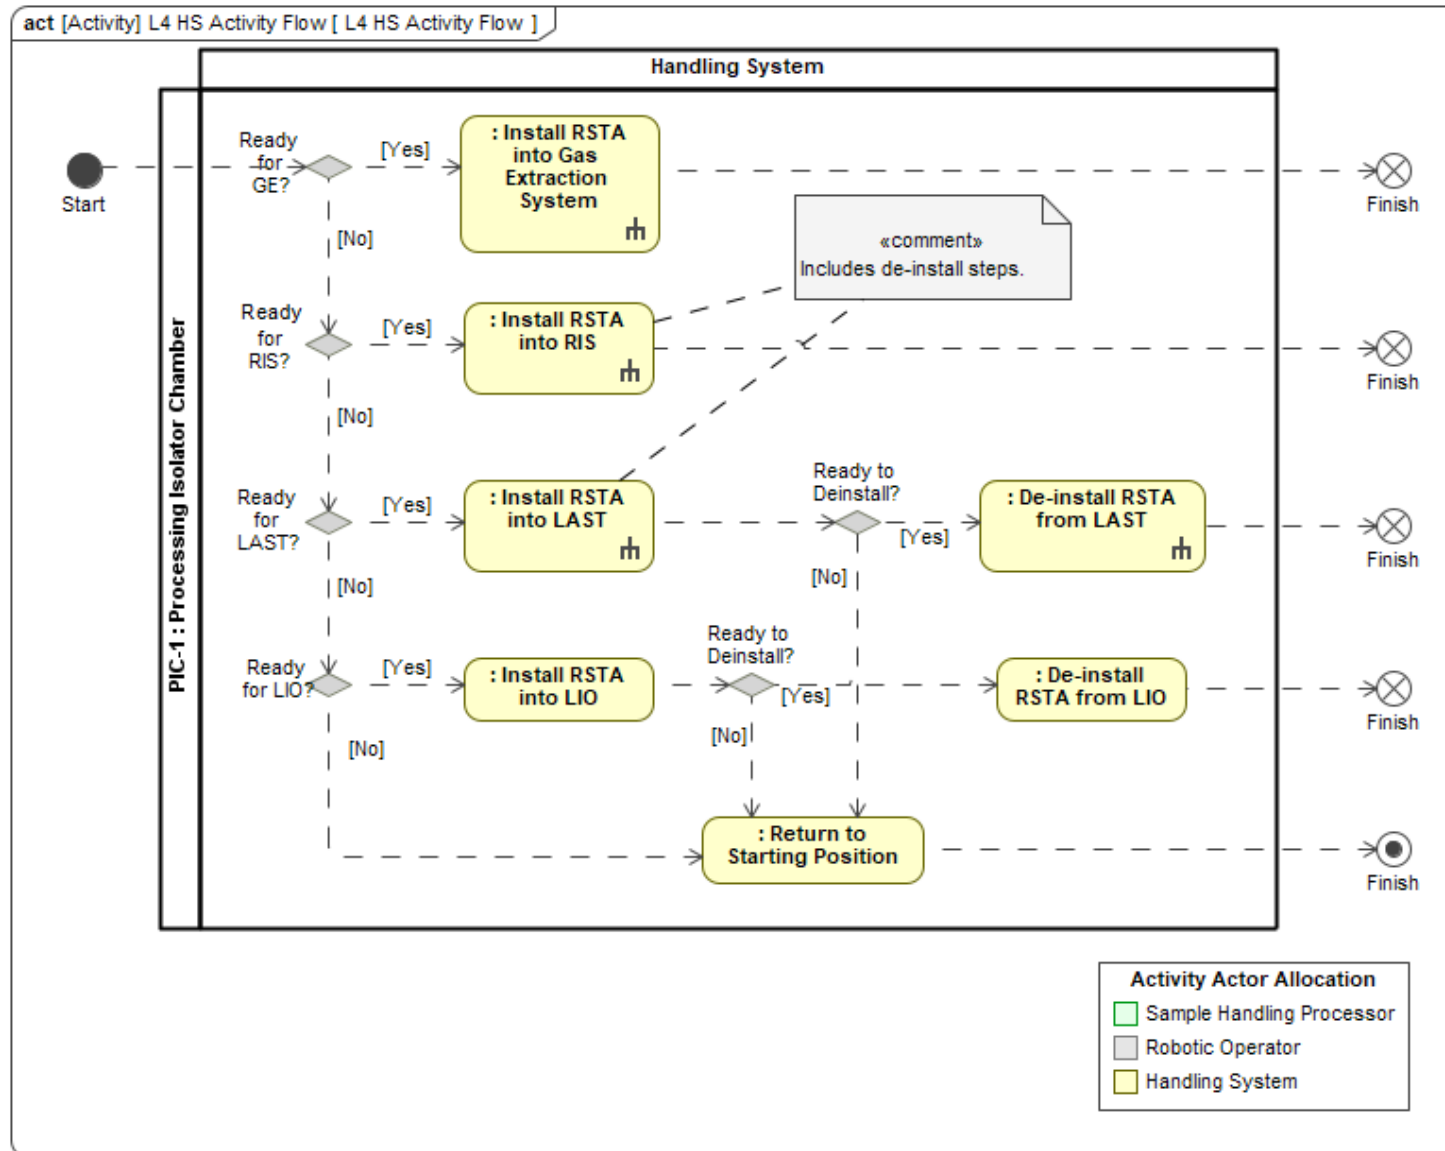 act [Activity] L4 HS Activity Flow [ L4 HS Activity Flow ]
Handling System
PIC-1 : Processing Isolator Chamber
Start
Ready
for
GE?
[Yes]
: Install RSTA
into Gas
Extraction
System
Finish
[No]
«comment»
Includes de-install steps.
Ready
for
RIS?
[Yes]
: Install RSTA
into RIS
Finish
[No]
Ready
for
LAST?
[Yes]
: Install RSTA
into LAST
Ready to
Deinstall?
[Yes]
: De-install RSTA
from LAST
Finish
[No]
[No]
Ready
for LIO?
[Yes]
: Install RSTA
into LIO
Ready to
Deinstall?
[Yes]
: De-install
RSTA from LIO
Finish
[No]
[No]
: Return to
Starting Position
Finish
Activity Actor Allocation
Sample Handling Processor
Robotic Operator
Handling System